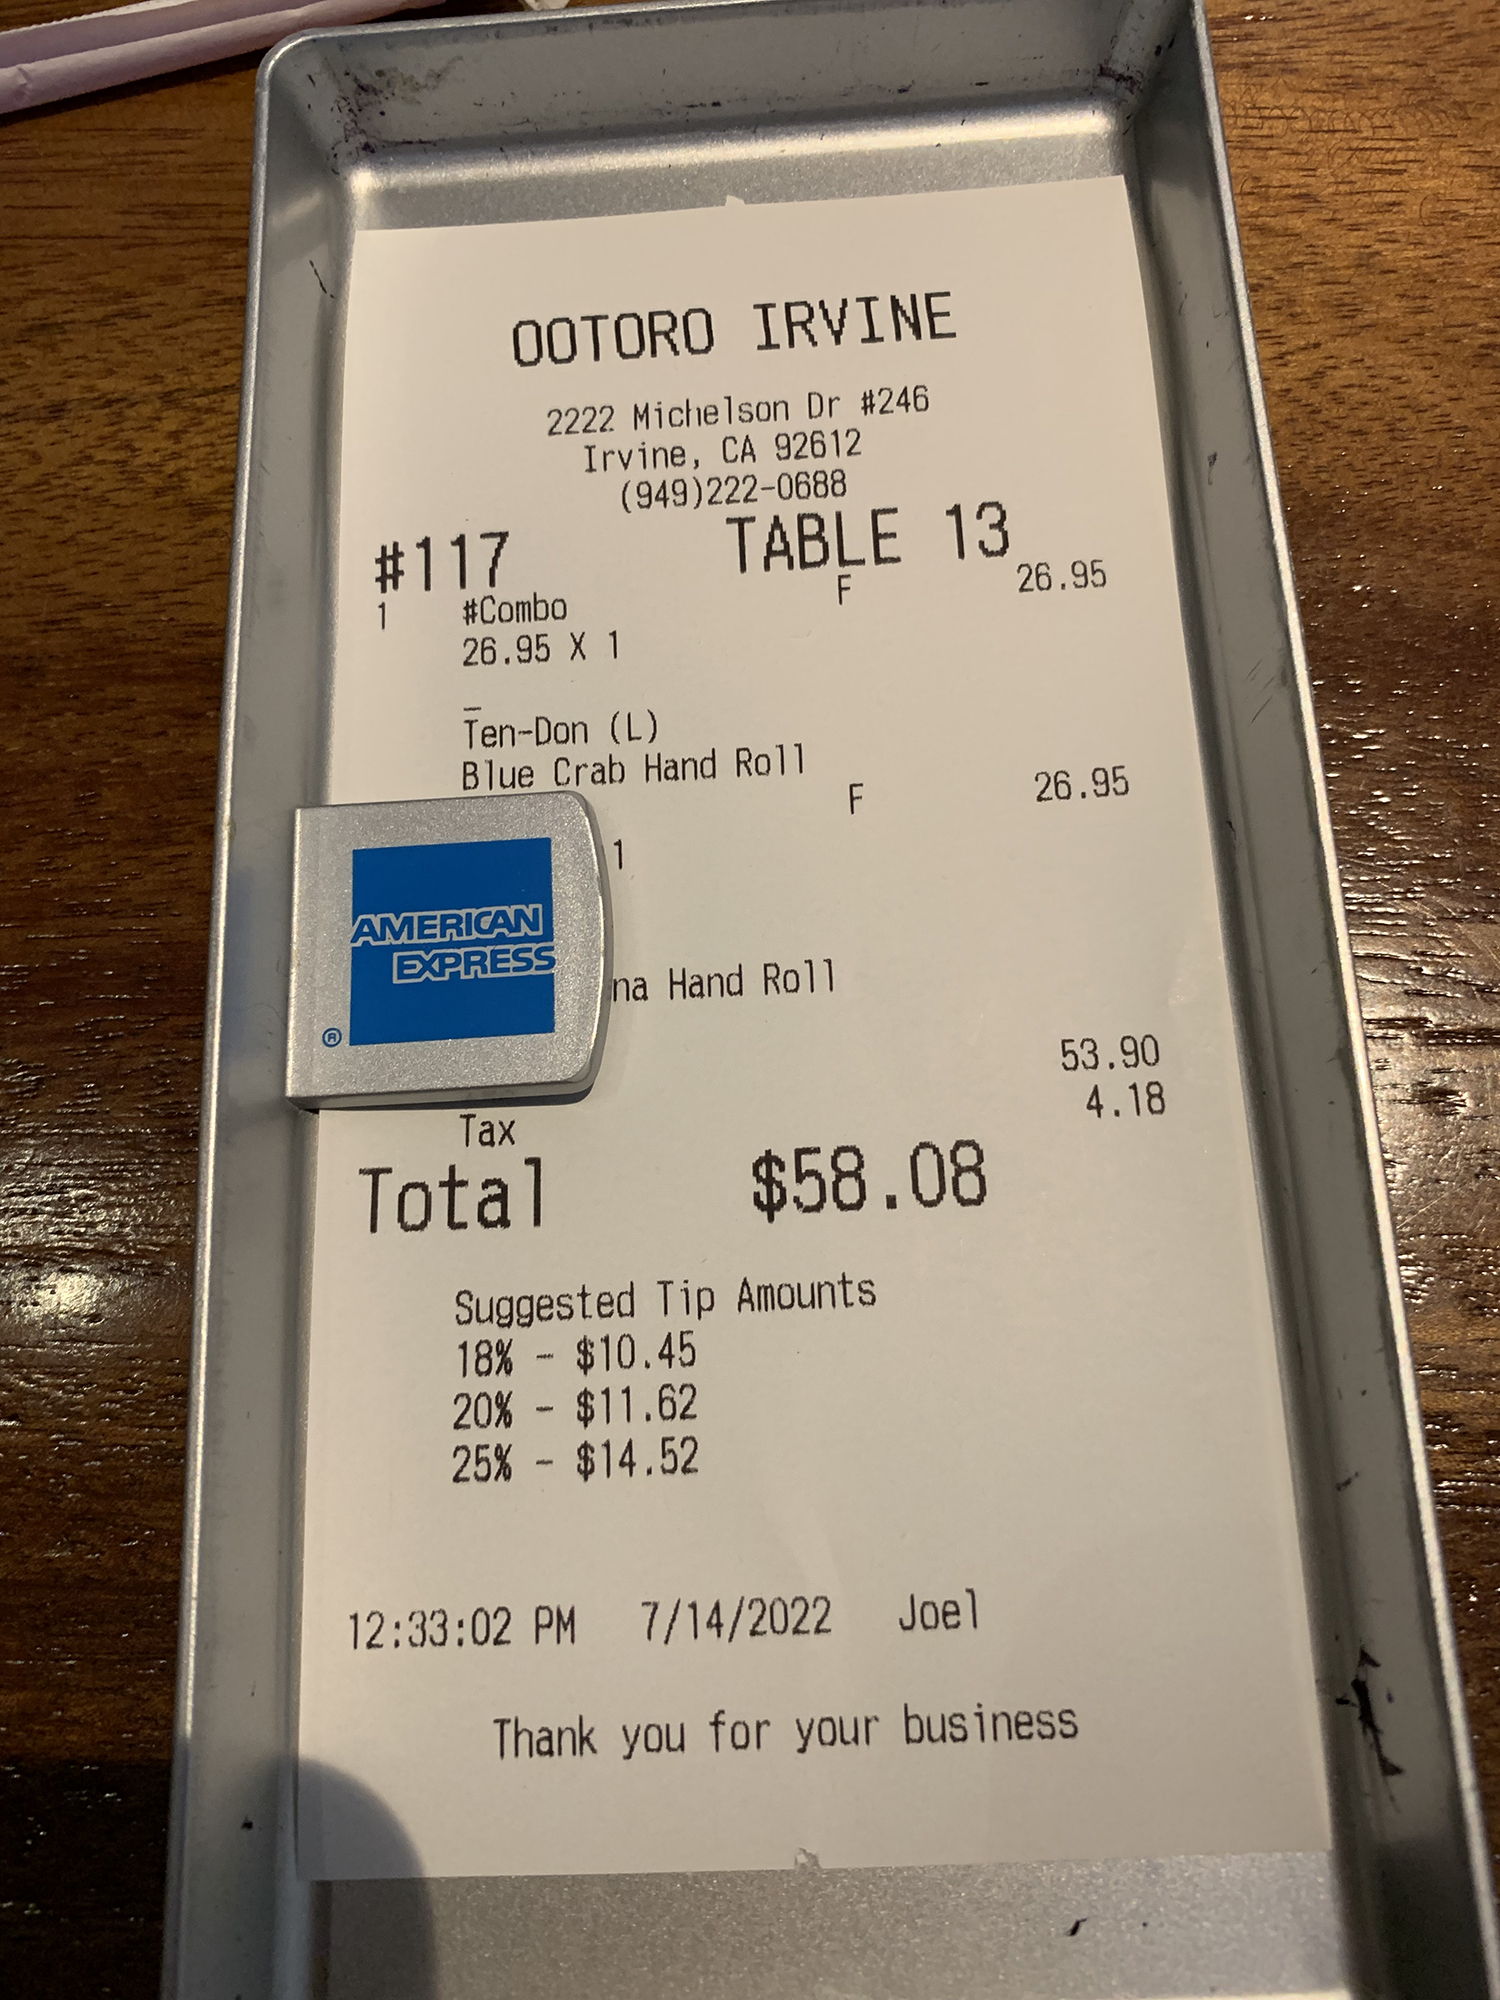 OOTORO IRVINE
2222 Michelson Dr #246
Irvine, CA 92612
(949)222-0688
#117 TABLE 13
1 #Combo F 26.95
26.95 X 1
_
Ten-Don (L)
Blue Crab Hand Roll
F 26.95
1
Hand Roll
53.90
Tax 4.18
Total $58.08
Suggested Tip Amounts
18% - $10.45
20% - $11.62
25% - $14.52
12:33:02 PM 7/14/2022 Joel
Thank you for your business
AMERICAN
EXPRESS
®